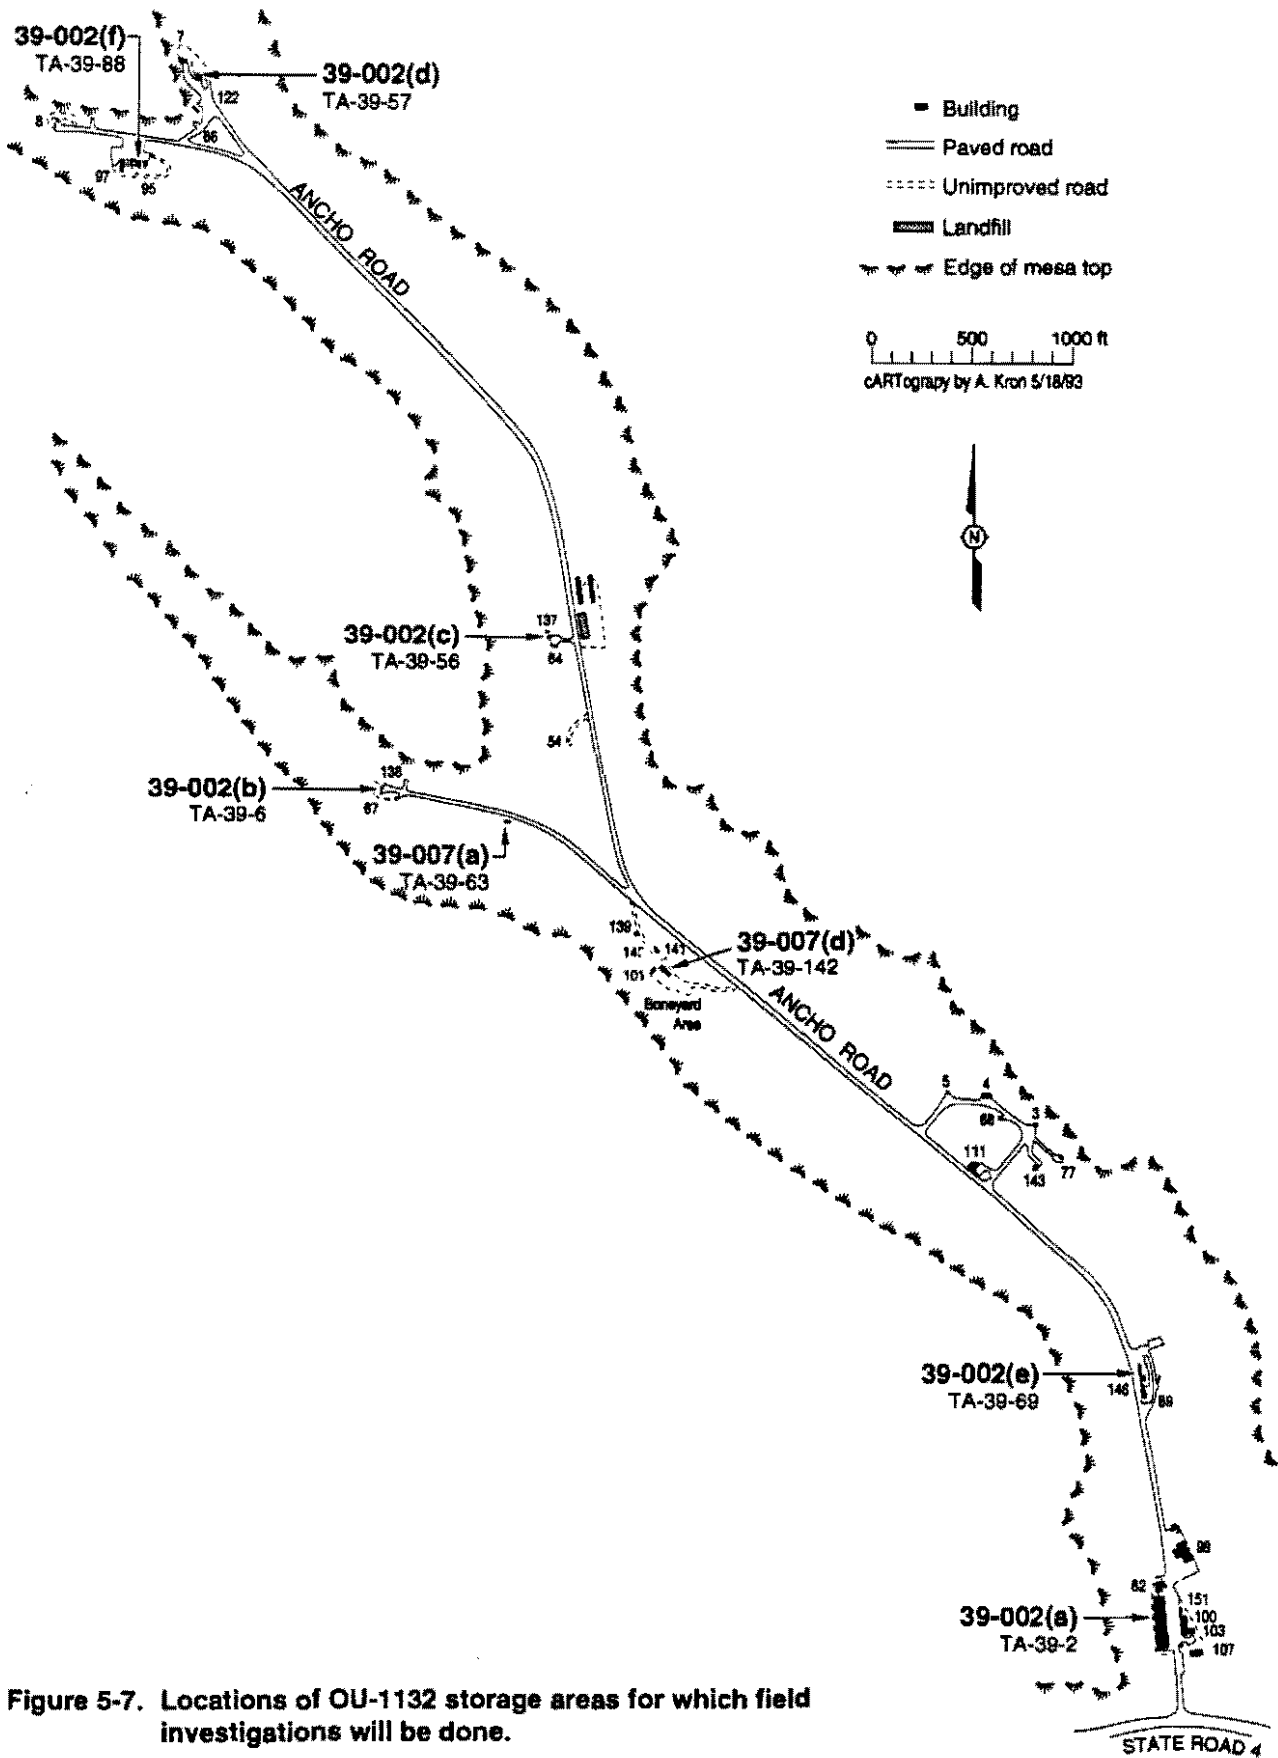 39-002(f)
TA-39-88
7
39-002(d)
TA-39-57
122
8
86
97
95
Building
Paved road
Unimproved road
Landfill
Edge of mesa top
0 500 1000 ft
cARTograpy by A. Kron 5/18/93
N
ANCHO ROAD
137
39-002(c)
TA-39-56
64
54
138
39-002(b)
TA-39-6
67
39-007(a)
TA-39-63
139
141
39-007(d)
TA-39-142
101
Boneyard
Area
ANCHO ROAD
5
4
68
3
111
143
77
39-002(e)
TA-39-69
146
69
98
62
151
39-002(a)
TA-39-2
100
103
107
Figure 5-7. Locations of OU-1132 storage areas for which field
investigations will be done.
STATE ROAD 4